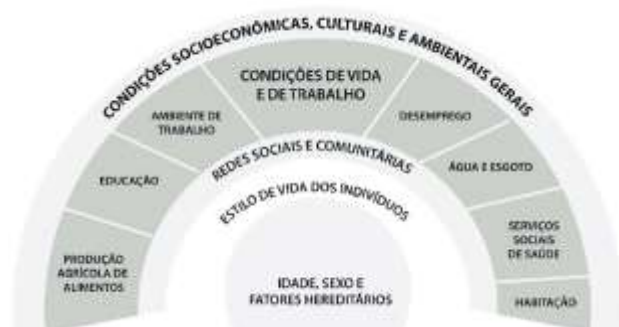 CONDIÇÕES SOCIOECONÔMICAS, CULTURAIS E AMBIENTAIS GERAIS
CONDIÇÕES DE VIDA
E DE TRABALHO
AMBIENTE DE
TRABALHO
DESEMPREGO
REDES SOCIAIS E COMUNITÁRIAS
EDUCAÇÃO
ÁGUA E ESGOTO
ESTILO DE VIDA DOS INDIVÍDUOS
SERVIÇOS
SOCIAIS
DE SAÚDE
PRODUÇÃO
AGRÍCOLA DE
ALIMENTOS
IDADE, SEXO E
FATORES HEREDITÁRIOS
HABITAÇÃO